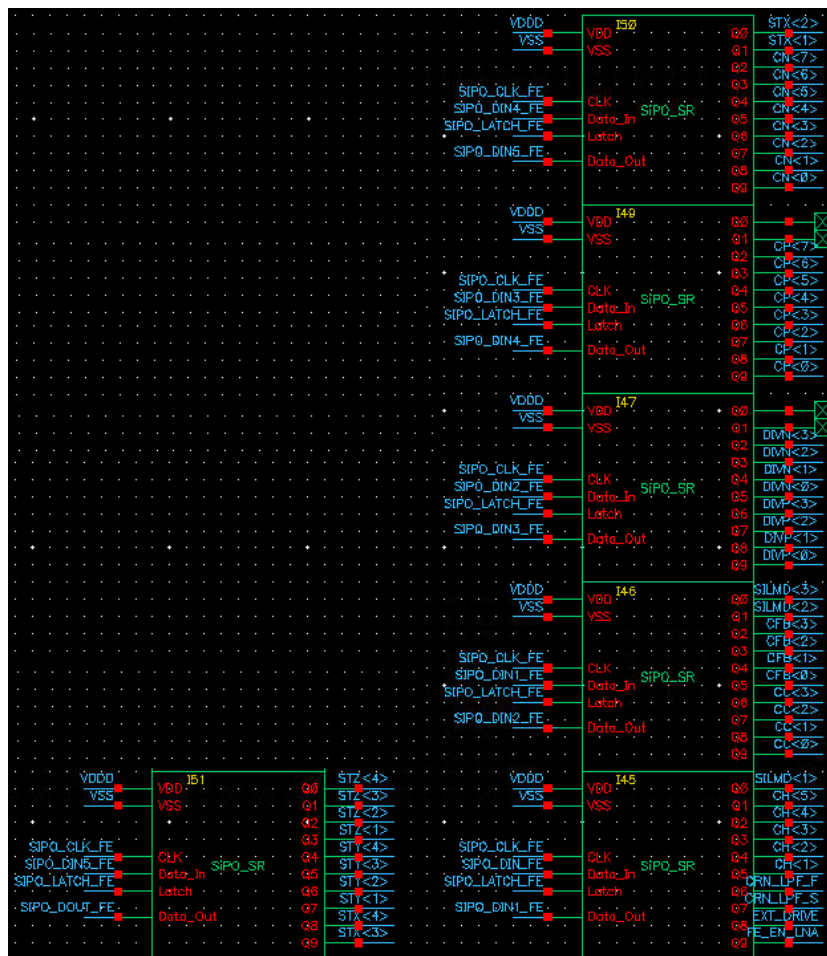 VDDD I50 STX<2>
VSS VDD Q0 STX<1>
VSS Q1 CN<7>
Q2 CN<6>
SIPO_CLK_FE Q3 CN<5>
SIPO_DIN4_FE CLK Q4 CN<4>
SIPO_LATCH_FE Data_In SiPO_SR Q5 CN<3>
Latch Q6 CN<2>
SIPO_DIN5_FE Q7 CN<1>
Data_Out Q8 CN<0>
Q9
VDDD I49
VSS VDD Q0
VSS Q1 CP<7>
Q2 CP<6>
SIPO_CLK_FE Q3 CP<5>
SIPO_DIN3_FE CLK Q4 CP<4>
SIPO_LATCH_FE Data_In SiPO_SR Q5 CP<3>
Latch Q6 CP<2>
SIPO_DIN4_FE Q7 CP<1>
Data_Out Q8 CP<0>
Q9
VDDD I47
VSS VDD Q0
VSS Q1 DIVN<3>
Q2 DIVN<2>
SIPO_CLK_FE Q3 DIVN<1>
SIPO_DIN2_FE CLK Q4 DIVN<0>
SIPO_LATCH_FE Data_In SiPO_SR Q5 DIVP<3>
Latch Q6 DIVP<2>
SIPO_DIN3_FE Q7 DIVP<1>
Data_Out Q8 DIVP<0>
Q9
VDDD I46 SILMD<3>
VSS VDD Q0 SILMD<2>
VSS Q1 CFB<3>
Q2 CFB<2>
SIPO_CLK_FE Q3 CFB<1>
SIPO_DIN1_FE CLK Q4 CFB<0>
SIPO_LATCH_FE Data_In SiPO_SR Q5 CC<3>
Latch Q6 CC<2>
SIPO_DIN2_FE Q7 CC<1>
Data_Out Q8 CC<0>
Q9
VDDD I51 STZ<4>
VSS VDD Q0 STZ<3>
VSS Q1 STZ<2>
Q2 STZ<1>
SIPO_CLK_FE Q3 STY<4>
SIPO_DIN5_FE CLK Q4 STY<3>
SIPO_LATCH_FE Data_In SiPO_SR Q5 STY<2>
Latch Q6 STY<1>
SIPO_DOUT_FE Q7 STX<4>
Data_Out Q8 STX<3>
Q9
VDDD I45 SILMD<1>
VSS VDD Q0 CH<5>
VSS Q1 CH<4>
Q2 CH<3>
SIPO_CLK_FE Q3 CH<2>
SIPO_DIN_FE CLK Q4 CH<1>
SIPO_LATCH_FE Data_In SiPO_SR Q5 CRN_LPF_F
Latch Q6 CRN_LPF_S
SIPO_DIN1_FE Q7 EXT_DRIVE
Data_Out Q8 FE_EN_LNA
Q9